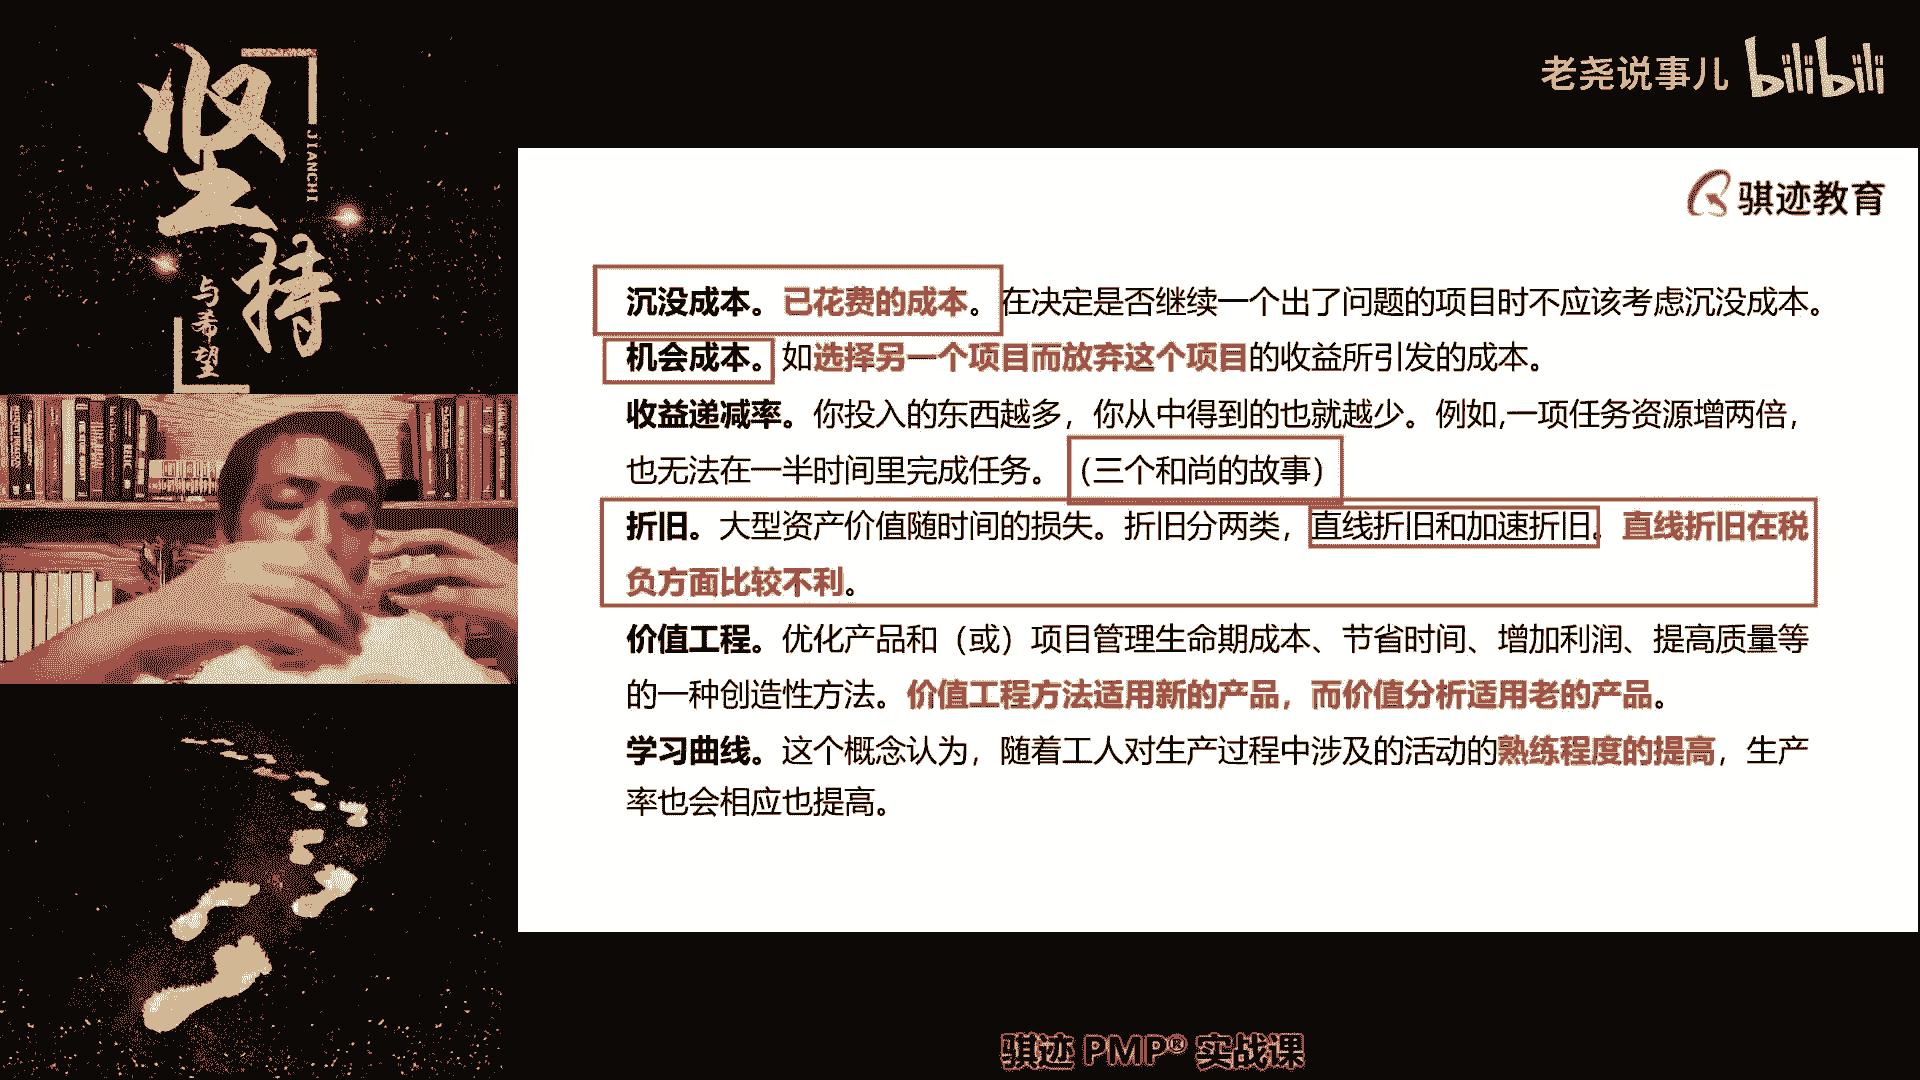 坚持
JIANCHI
与希望
老尧说事儿 bilibili
骐迹教育
沉没成本。已花费的成本。在决定是否继续一个出了问题的项目时不应该考虑沉没成本。
机会成本。如选择另一个项目而放弃这个项目的收益所引发的成本。
收益递减率。你投入的东西越多，你从中得到的也就越少。例如,一项任务资源增两倍，
也无法在一半时间里完成任务。（三个和尚的故事）
折旧。大型资产价值随时间的损失。折旧分两类，直线折旧和加速折旧。直线折旧在税
负方面比较不利。
价值工程。优化产品和（或）项目管理生命期成本、节省时间、增加利润、提高质量等
的一种创造性方法。价值工程方法适用新的产品，而价值分析适用老的产品。
学习曲线。这个概念认为，随着工人对生产过程中涉及的活动的熟练程度的提高，生产
率也会相应也提高。
骐迹 PMP® 实战课